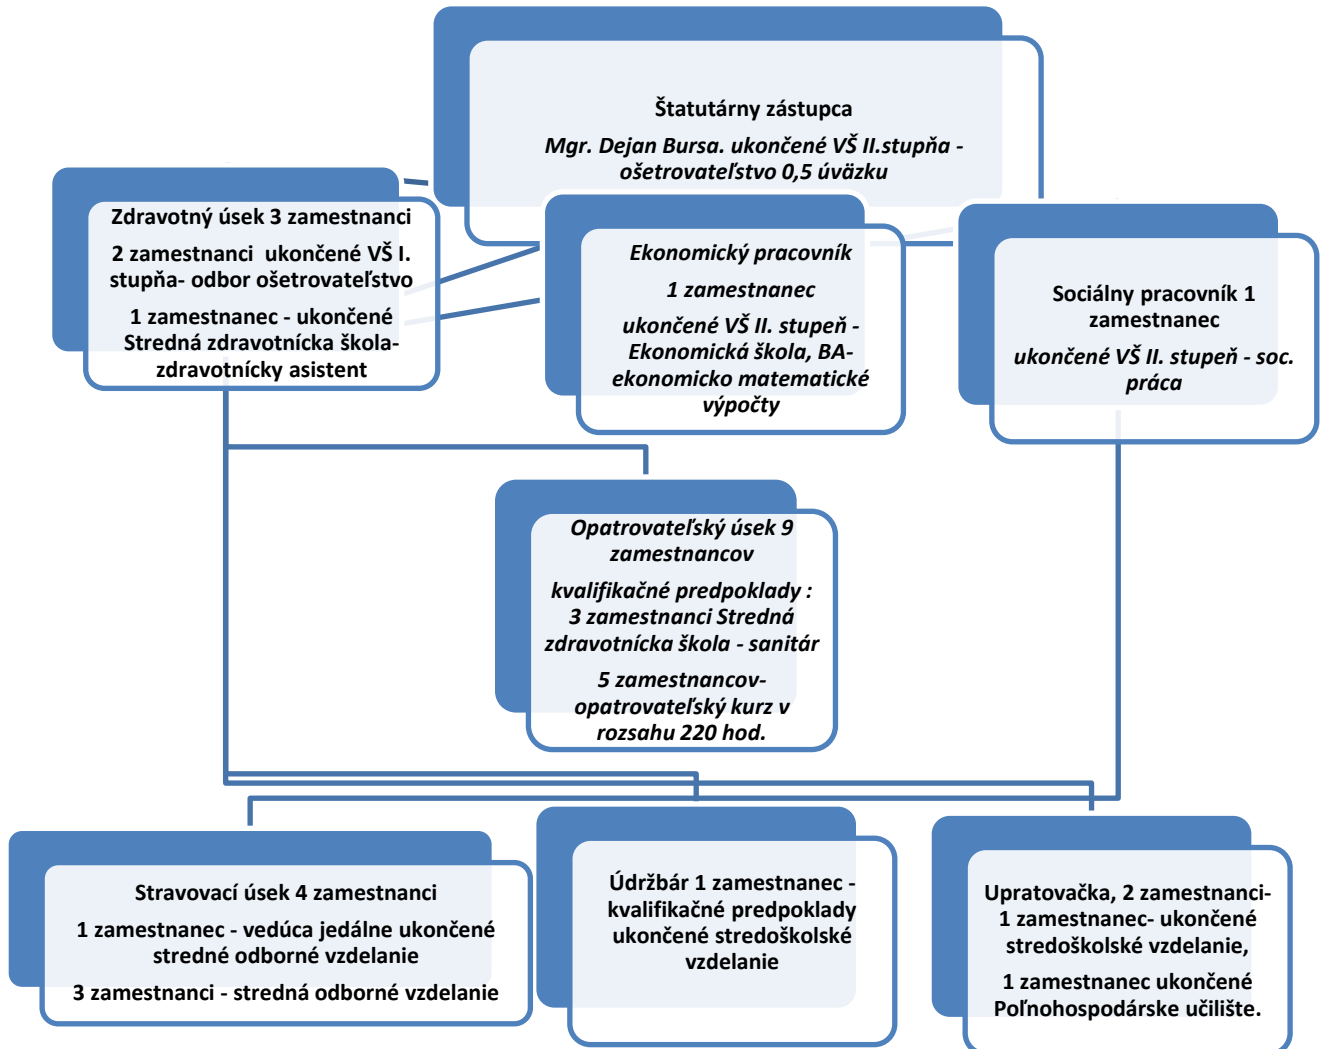 Štatutárny zástupca
Mgr. Dejan Bursa. ukončené VŠ II.stupňa -
ošetrovateľstvo 0,5 úväzku
Zdravotný úsek 3 zamestnanci
2 zamestnanci  ukončené VŠ I.
stupňa- odbor ošetrovateľstvo
1 zamestnanec - ukončené
Stredná zdravotnícka škola-
zdravotnícky asistent
Ekonomický pracovník
1 zamestnanec
ukončené VŠ II. stupeň -
Ekonomická škola, BA-
ekonomicko matematické
výpočty
Sociálny pracovník 1
zamestnanec
ukončené VŠ II. stupeň - soc.
práca
Opatrovateľský úsek 9
zamestnancov
kvalifikačné predpoklady :
3 zamestnanci Stredná
zdravotnícka škola - sanitár
5 zamestnancov-
opatrovateľský kurz v
rozsahu 220 hod.
Stravovací úsek 4 zamestnanci
1 zamestnanec - vedúca jedálne ukončené
stredné odborné vzdelanie
3 zamestnanci - stredná odborné vzdelanie
Údržbár 1 zamestnanec -
kvalifikačné predpoklady
ukončené stredoškolské
vzdelanie
Upratovačka, 2 zamestnanci-
1 zamestnanec- ukončené
stredoškolské vzdelanie,
1 zamestnanec ukončené
Poľnohospodárske učilište.